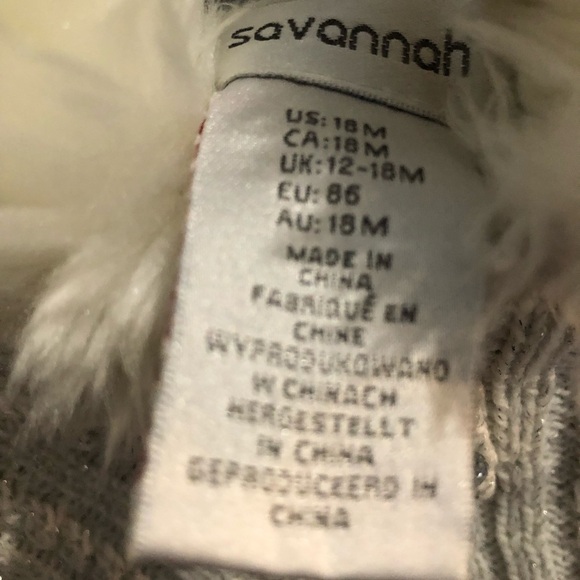 savannah
US: 18M
CA: 18M
UK: 12-18M
EU: 86
AU: 18M
MADE IN
CHINA
FABRIQUÉ EN
CHINE
WYPRODUKOWANO
W CHINACH
HERGESTELLT
IN CHINA
GEPRODUCEERD IN
CHINA